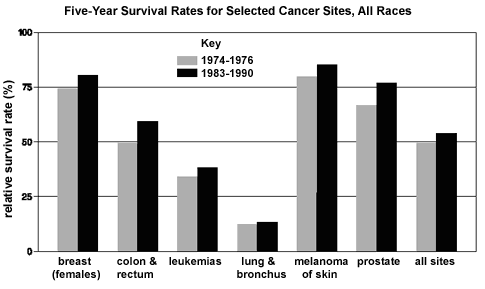 Five-Year Survival Rates for Selected Cancer Sites, All Races
Key
1974-1976
1983-1990
relative survival rate (%)
100
75
50
25
0
breast
(females)
colon &
rectum
leukemias
lung &
bronchus
melanoma
of skin
prostate
all sites